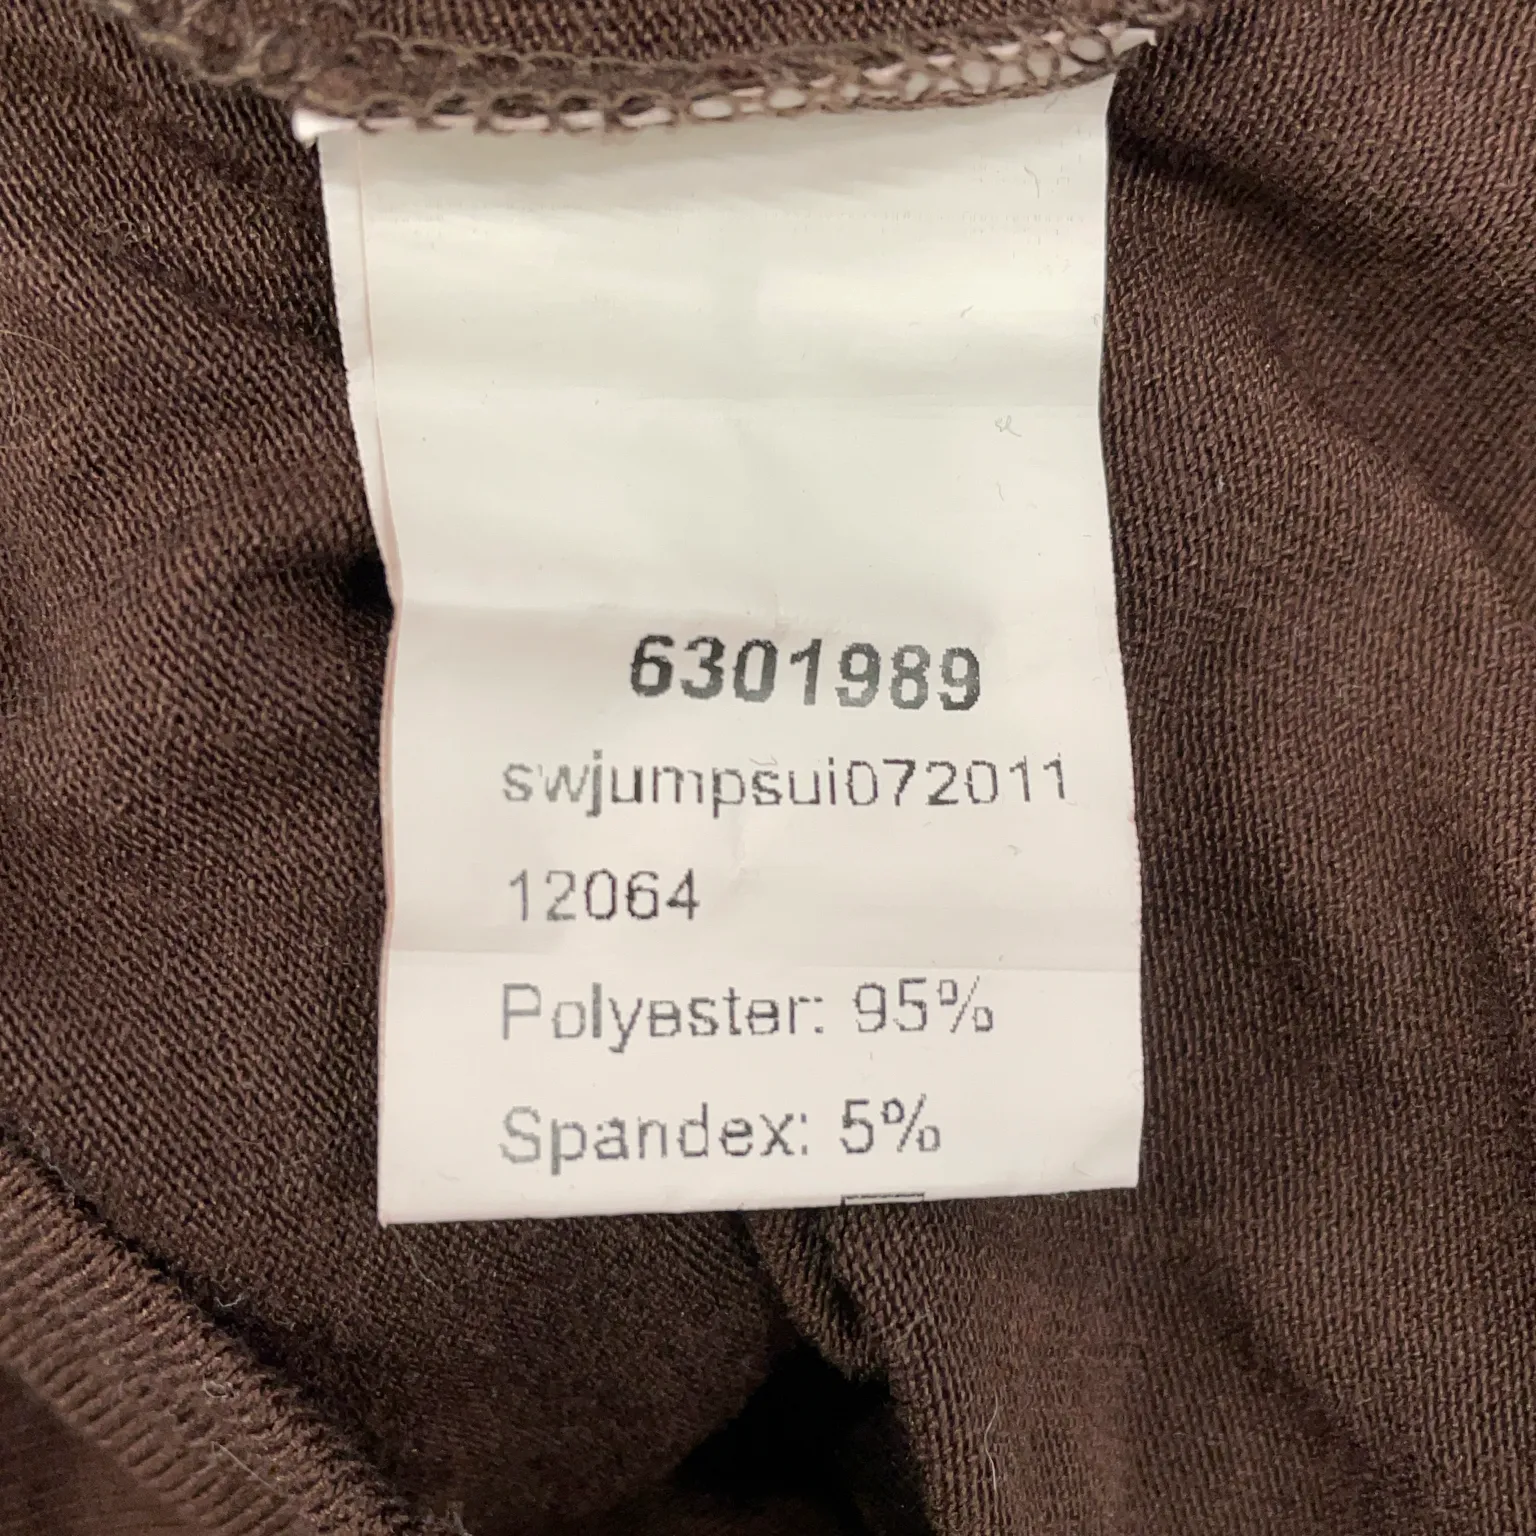 6301989
swjumpsui072011
12064
Polyester: 95%
Spandex: 5%